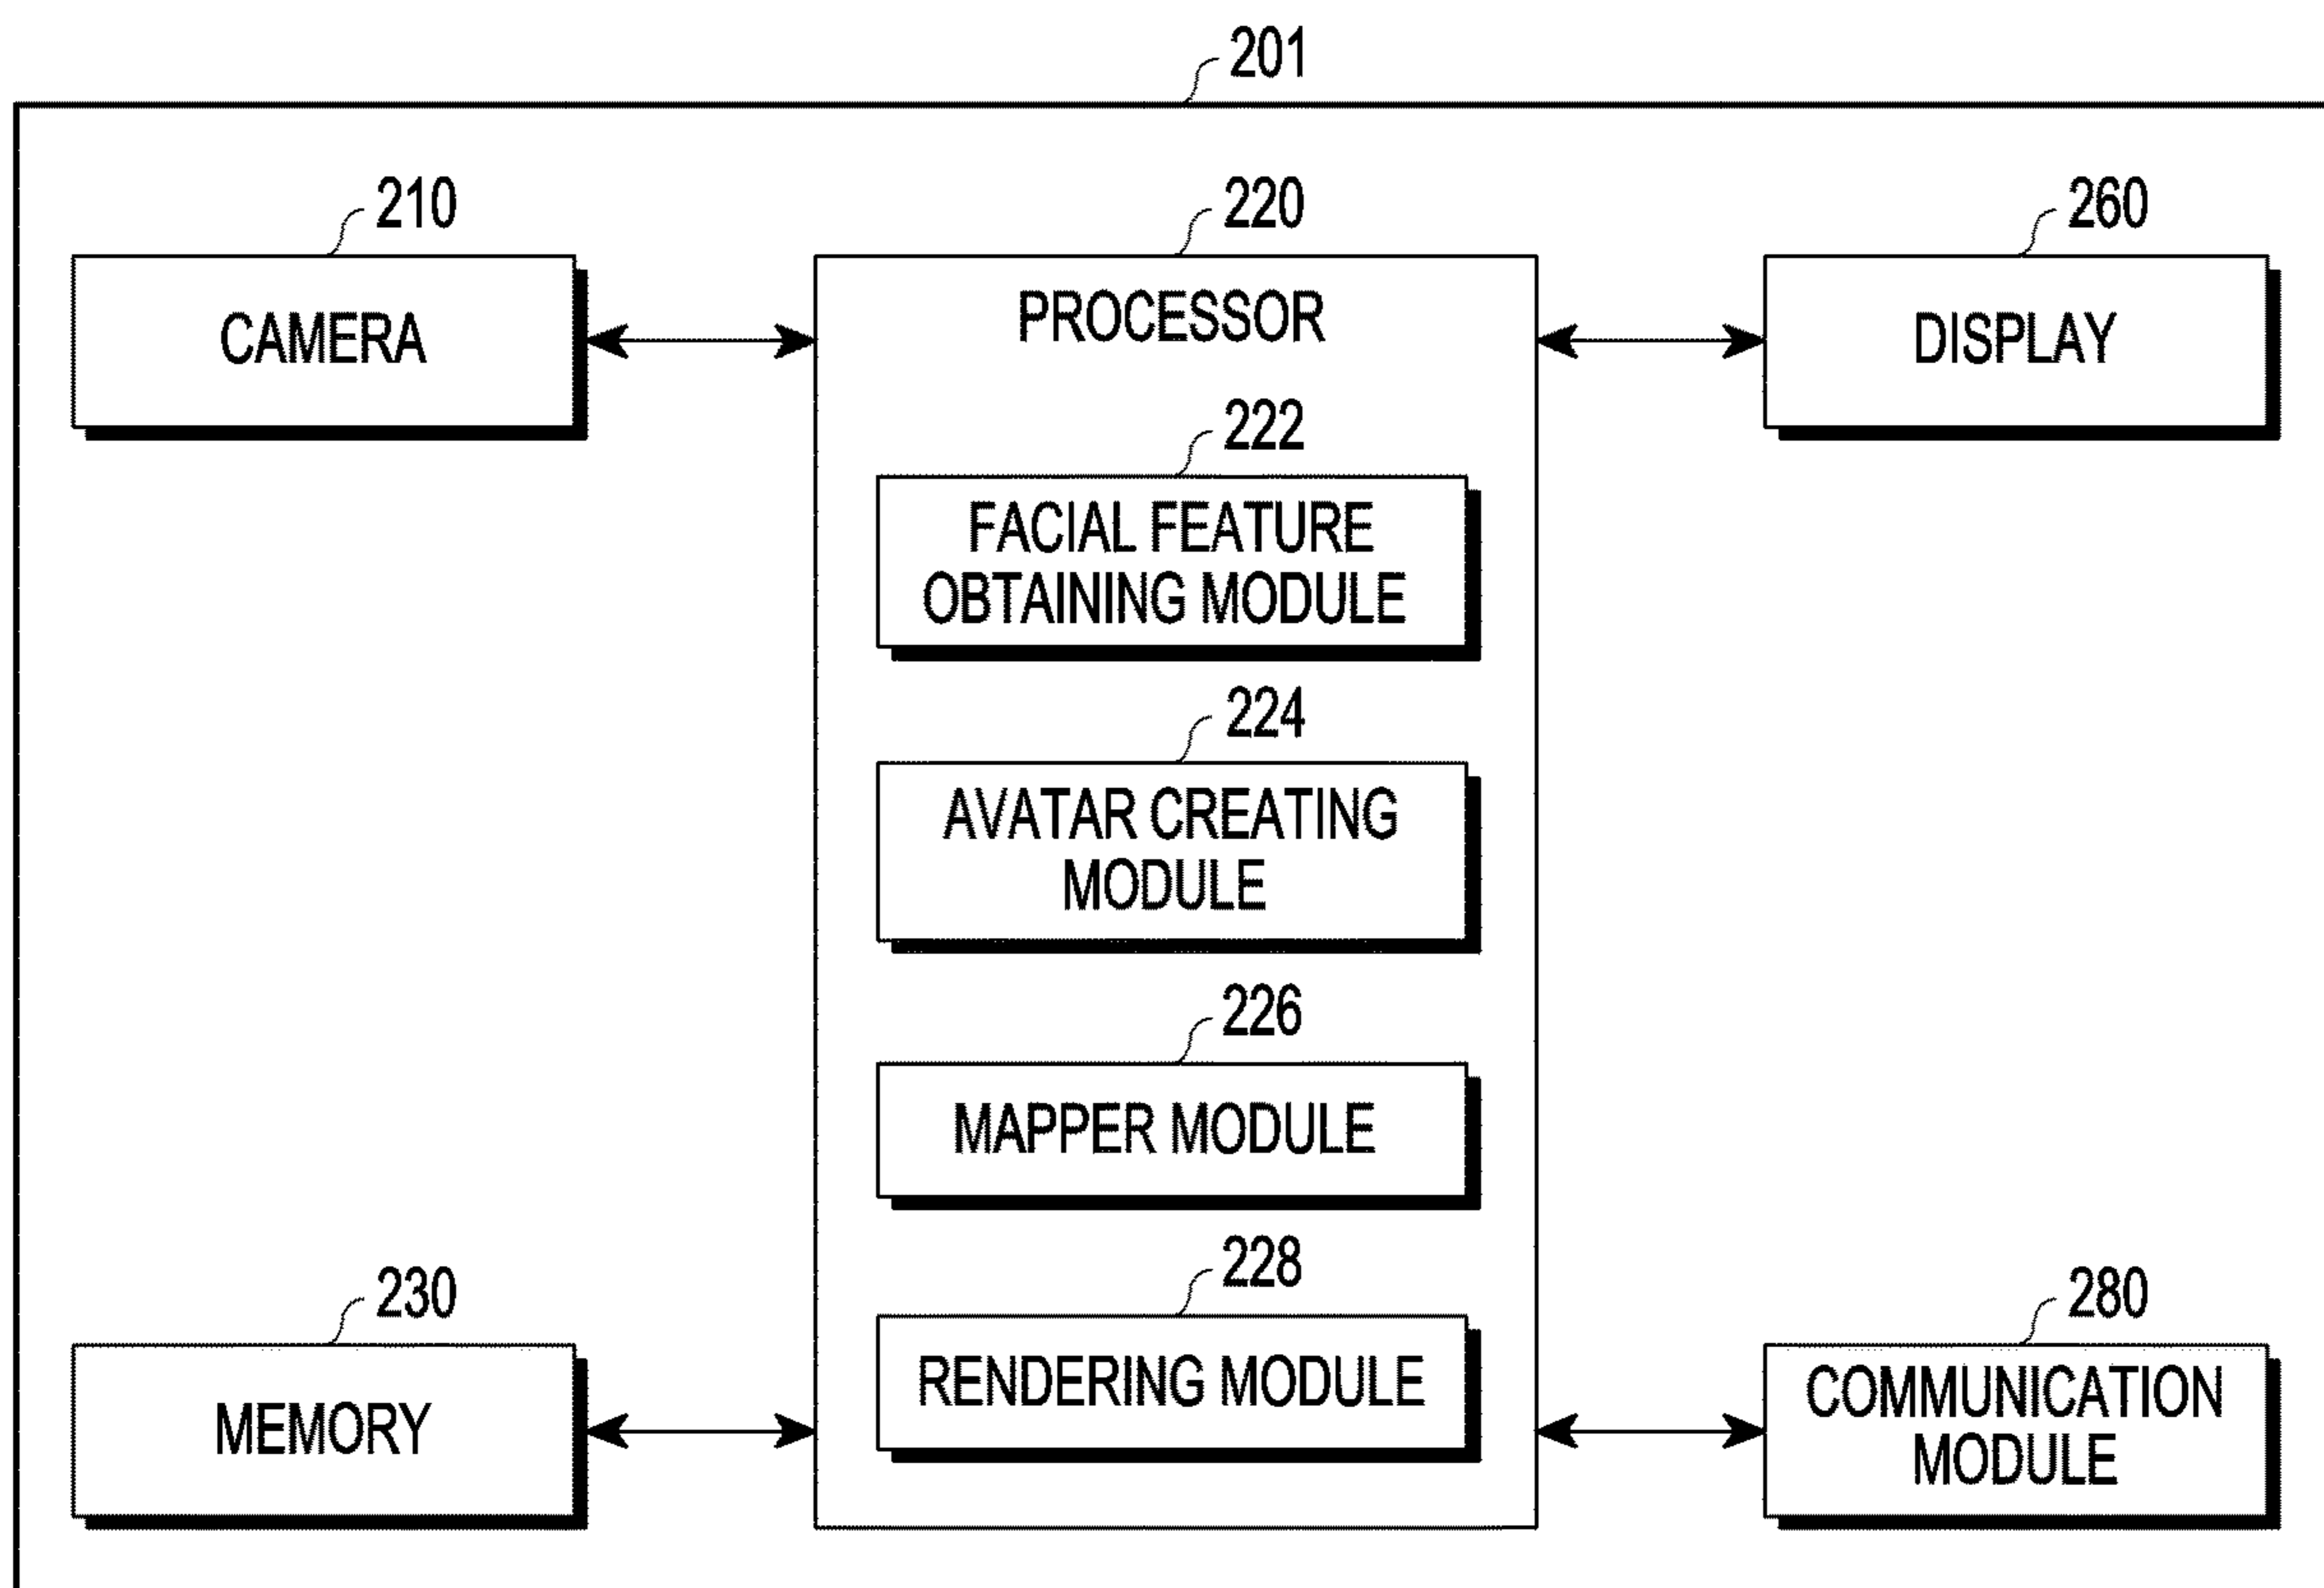 201
210
CAMERA
220
PROCESSOR
260
DISPLAY
222
FACIAL FEATURE
OBTAINING MODULE
224
AVATAR CREATING
MODULE
226
MAPPER MODULE
228
RENDERING MODULE
230
MEMORY
280
COMMUNICATION
MODULE